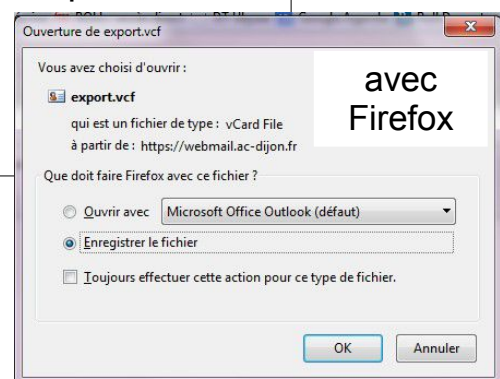 Ouverture de export.vcf
Vous avez choisi d'ouvrir :
export.vcf
qui est un fichier de type : vCard File
à partir de : https://webmail.ac-dijon.fr
avec
Firefox
Que doit faire Firefox avec ce fichier ?
Ouvrir avec Microsoft Office Outlook (défaut)
Enregistrer le fichier
Toujours effectuer cette action pour ce type de fichier.
OK Annuler